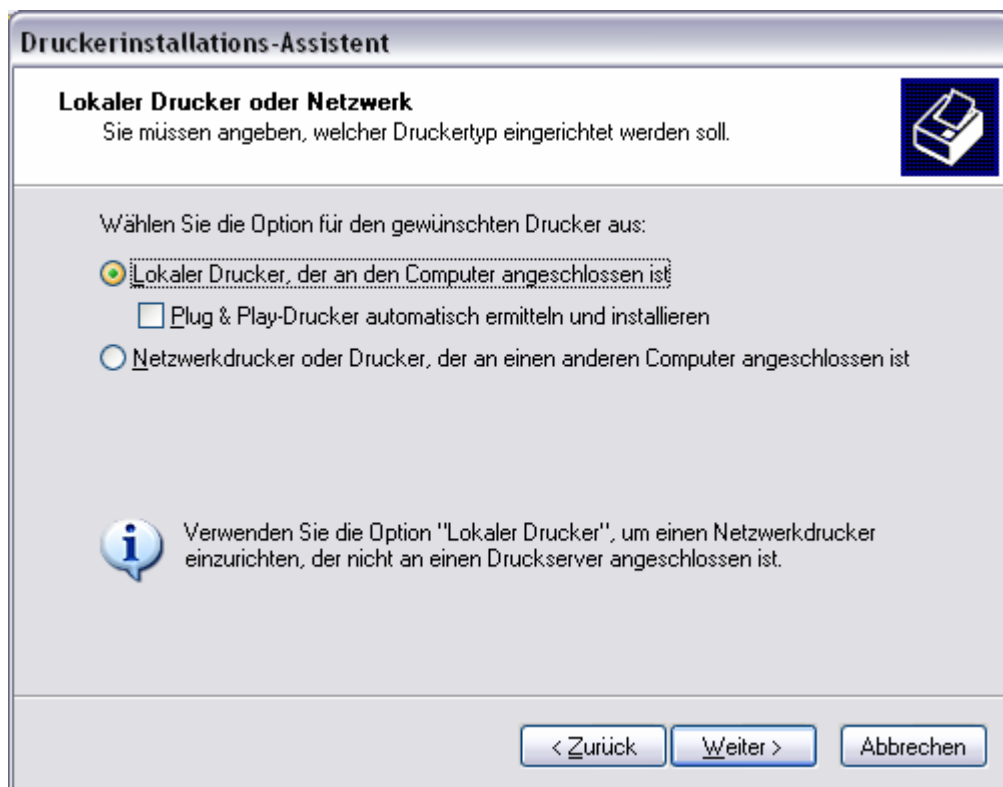 Druckerinstallations-Assistent
Lokaler Drucker oder Netzwerk
Sie müssen angeben, welcher Druckertyp eingerichtet werden soll.
Wählen Sie die Option für den gewünschten Drucker aus:
Lokaler Drucker, der an den Computer angeschlossen ist
Plug & Play-Drucker automatisch ermitteln und installieren
Netzwerkdrucker oder Drucker, der an einen anderen Computer angeschlossen ist
Verwenden Sie die Option "Lokaler Drucker", um einen Netzwerkdrucker
einzurichten, der nicht an einen Druckserver angeschlossen ist.
< Zurück Weiter > Abbrechen